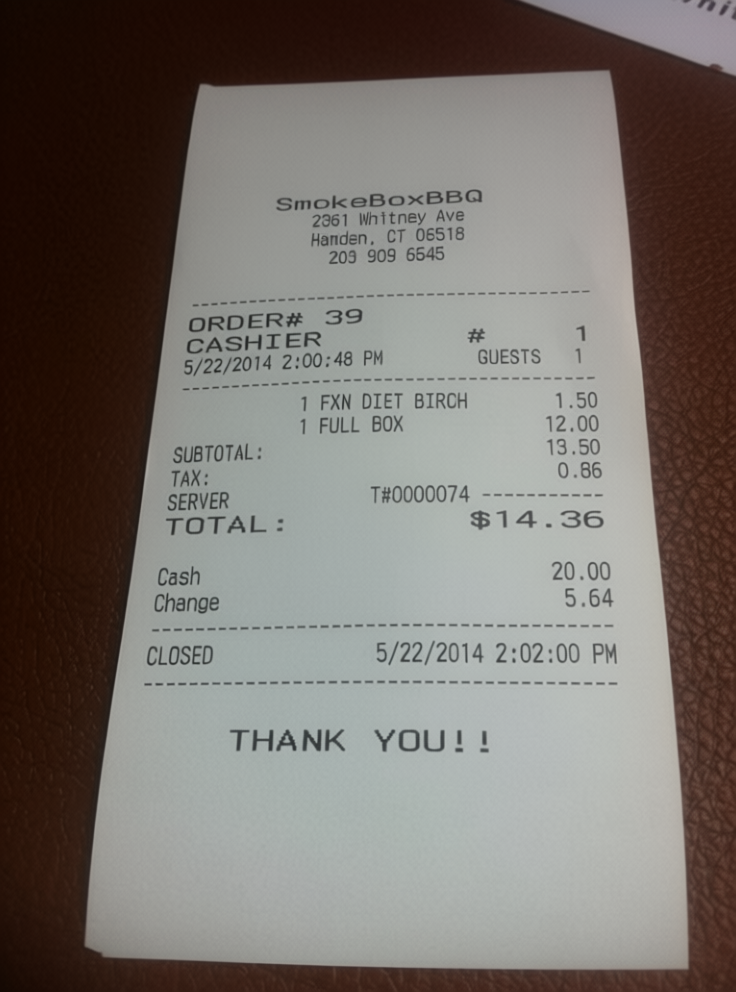 SmokeBoxBBQ
2361 Whitney Ave
Hamden, CT 06518
203 909 6545
ORDER# 39
CASHIER # 1
5/22/2014 2:00:48 PM GUESTS 1
1 FXN DIET BIRCH 1.50
1 FULL BOX 12.00
SUBTOTAL: 13.50
TAX: 0.86
SERVER T#0000074 -----------
TOTAL: $14.36
Cash 20.00
Change 5.64
CLOSED 5/22/2014 2:02:00 PM
THANK YOU!!